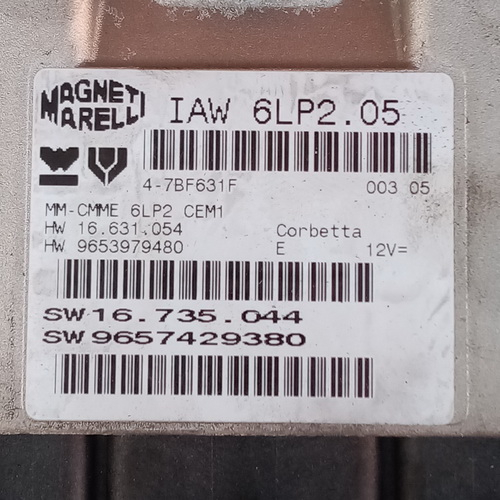 MAGNETI
MARELLI
IAW 6LP2.05
4-7BF631F 003 05
MM-CMME 6LP2 CEM1
HW 16.631.054 Corbetta
HW 9653979480 E 12V=
SW 16.735.044
SW 9657429380